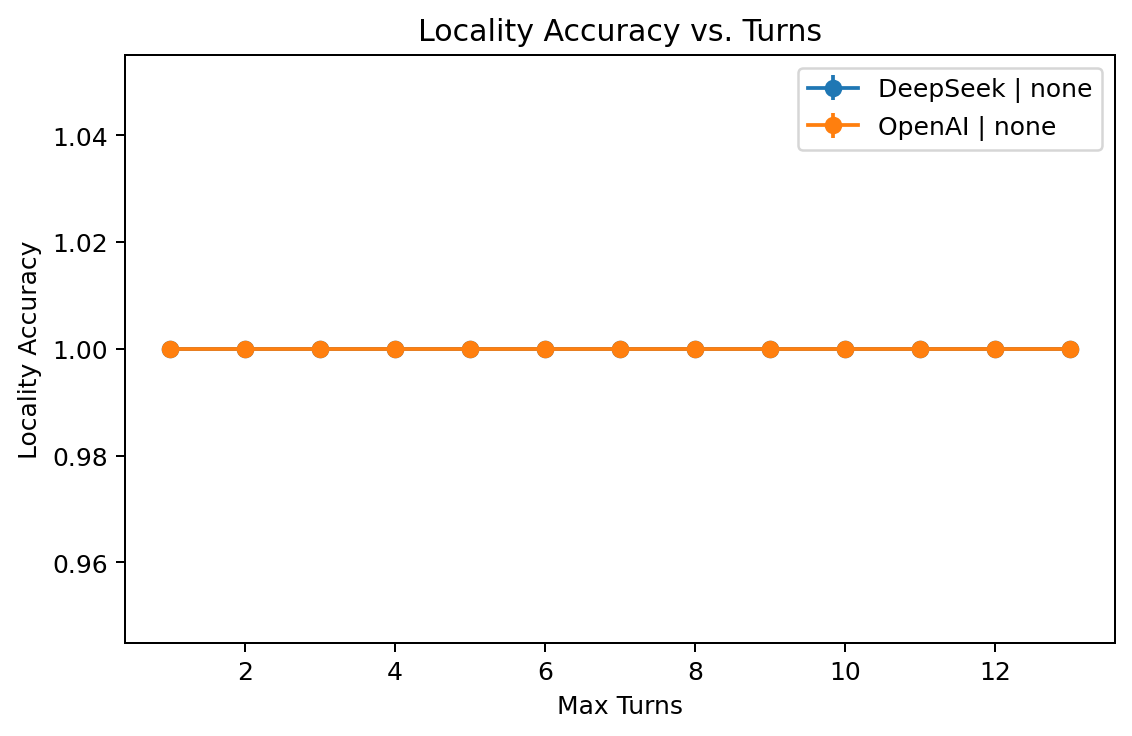 Locality Accuracy vs. Turns
DeepSeek | none
OpenAI | none
Locality Accuracy
1.04
1.02
1.00
0.98
0.96
2 4 6 8 10 12
Max Turns